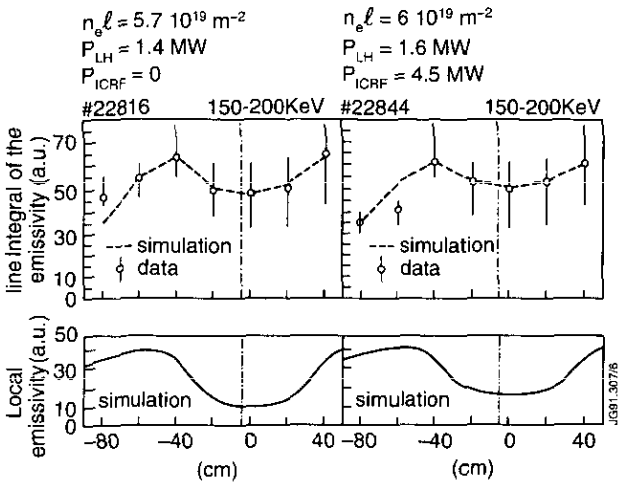 nₑℓ = 5.7 10¹⁹ m⁻²
P_LH = 1.4 MW
P_ICRF = 0
nₑℓ = 6 10¹⁹ m⁻²
P_LH = 1.6 MW
P_ICRF = 4.5 MW
#22816 150-200KeV
#22844 150-200KeV
line Integral of the
emissivity (a.u.)
70
50
30
10
0
simulation
data
simulation
data
Local
emissivity(a.u.)
50
30
10
0
simulation
simulation
-80 -40 0 40
-80 -40 0 40
(cm)
(cm)
JG91.307/6